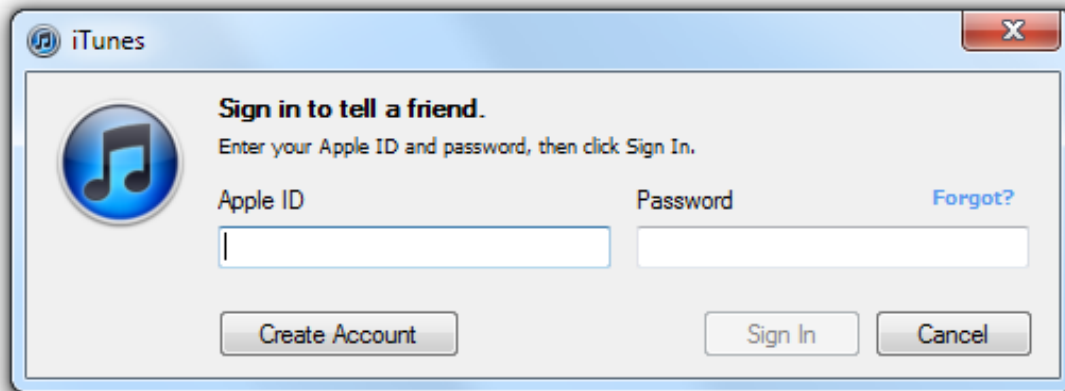 iTunes
Sign in to tell a friend.
Enter your Apple ID and password, then click Sign In.
Apple ID Password Forgot?
Create Account Sign In Cancel